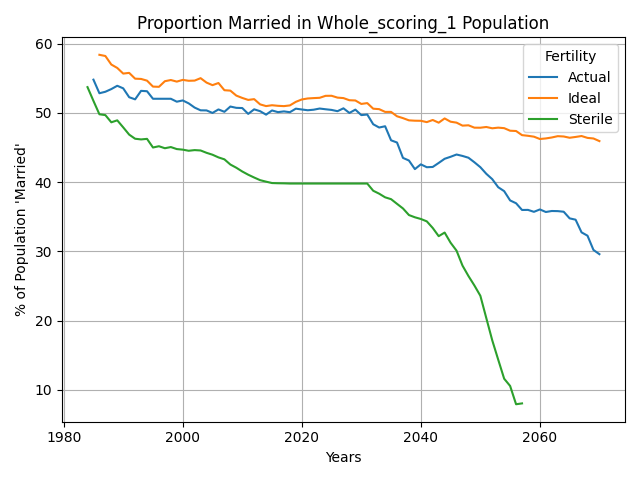 Proportion Married in Whole_scoring_1 Population
% of Population 'Married'
60
50
40
30
20
10
1980
2000
2020
2040
2060
Years
Fertility
Actual
Ideal
Sterile